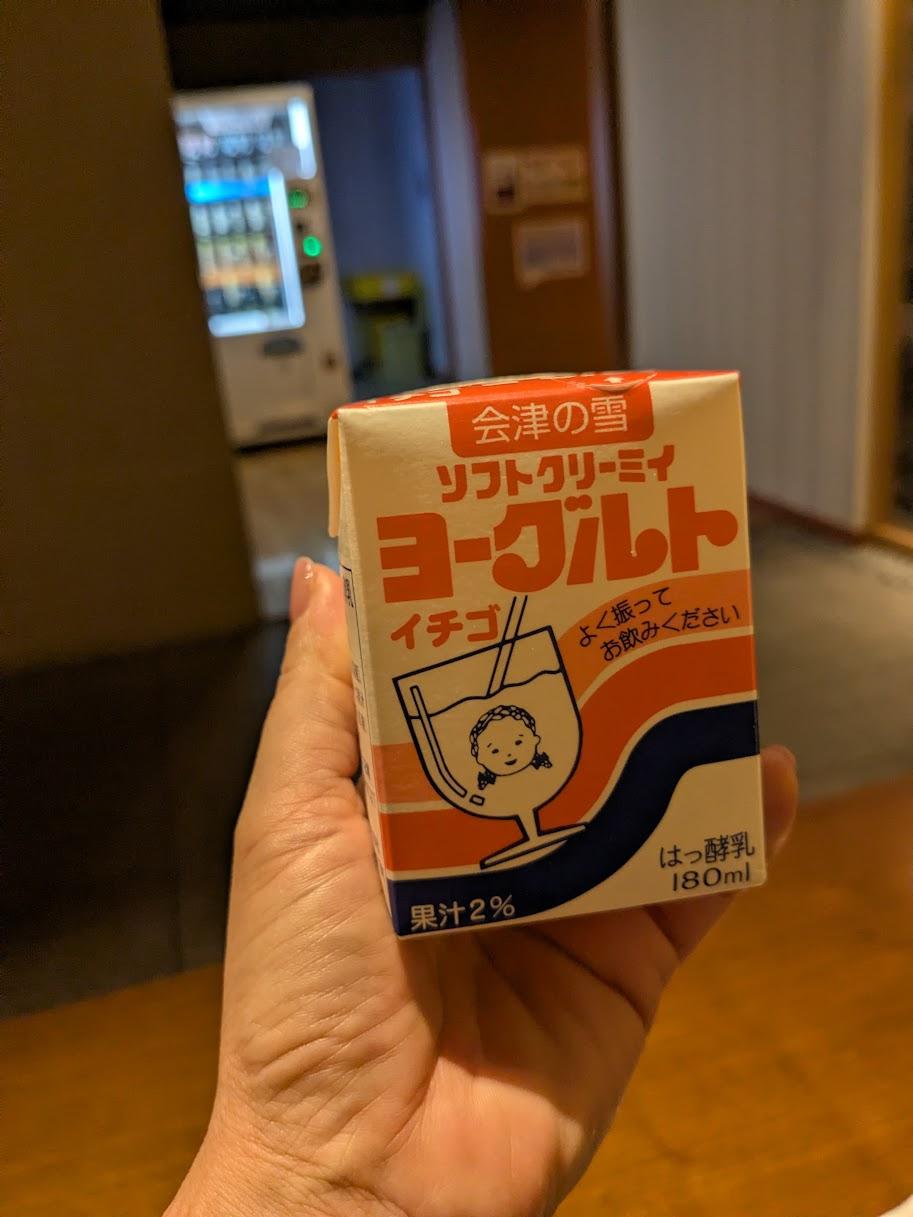 会津の雪
ソフトクリーミィ
ヨーグルト
イチゴ
よく振って
お飲みください
はっ酵乳
180ml
果汁2%